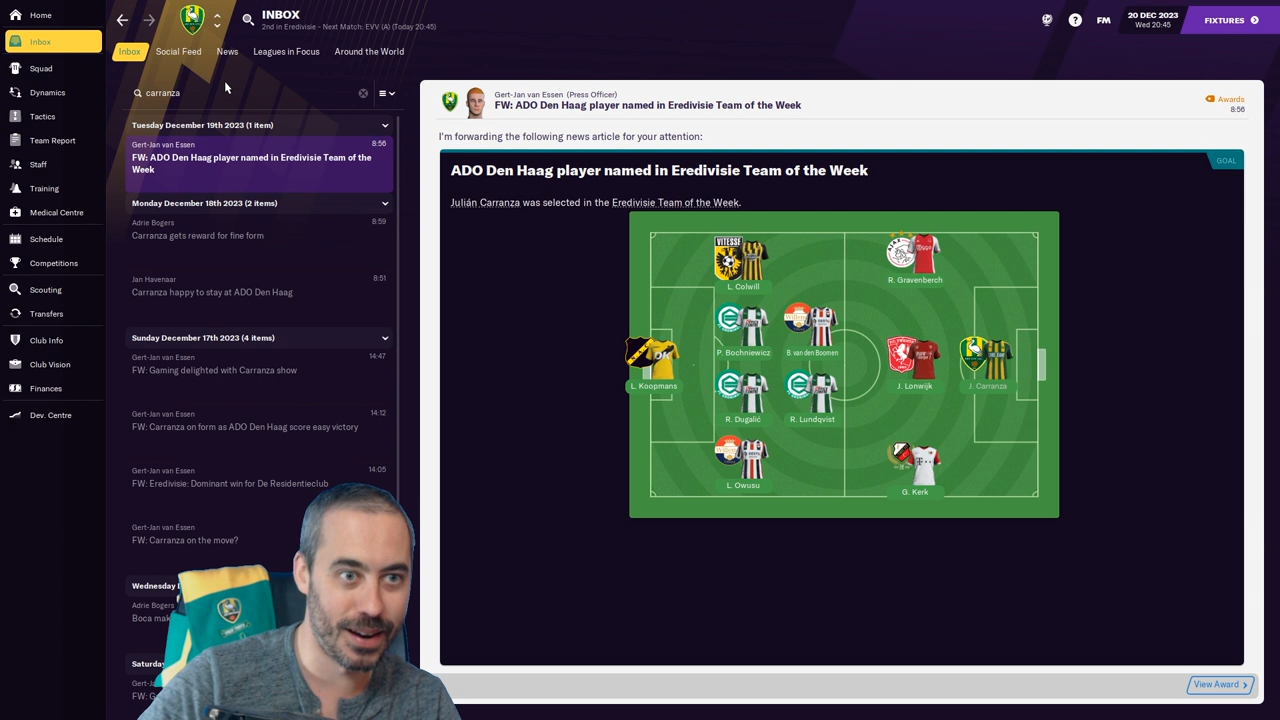 Home
Inbox
Squad
Dynamics
Tactics
Team Report
Staff
Training
Medical Centre
Schedule
Competitions
Scouting
Transfers
Club Info
Club Vision
Finances
Dev. Centre
INBOX
2nd in Eredivisie - Next Match: EVV (A) (Today 20:45)
FM
20 DEC 2023
Wed 20:45
FIXTURES
Inbox
Social Feed
News
Leagues in Focus
Around the World
carranza
Tuesday December 19th 2023 (1 item)
Gert-Jan van Essen
8:56
FW: ADO Den Haag player named in Eredivisie Team of the
Week
Monday December 18th 2023 (2 items)
Adrie Bogers
8:59
Carranza gets reward for fine form
Jan Havenaar
8:51
Carranza happy to stay at ADO Den Haag
Sunday December 17th 2023 (4 items)
Gert-Jan van Essen
14:47
FW: Gaming delighted with Carranza show
Gert-Jan van Essen
14:12
FW: Carranza on form as ADO Den Haag score easy victory
Gert-Jan van Essen
14:05
FW: Eredivisie: Dominant win for De Residentieclub
Gert-Jan van Essen
FW: Carranza on the move?
Adrie Bogers
Boca
Gert-Jan van Essen (Press Officer)
FW: ADO Den Haag player named in Eredivisie Team of the Week
Awards
8:56
I'm forwarding the following news article for your attention:
GOAL
ADO Den Haag player named in Eredivisie Team of the Week
Julián Carranza was selected in the Eredivisie Team of the Week.
VITESSE
L. Colwill
R. Gravenberch
P. Bochniewicz
B. van den Boomen
L. Koopmans
J. Lonwijk
J. Carranza
R. Dugalić
R. Lundqvist
L. Owusu
G. Kerk
View Award